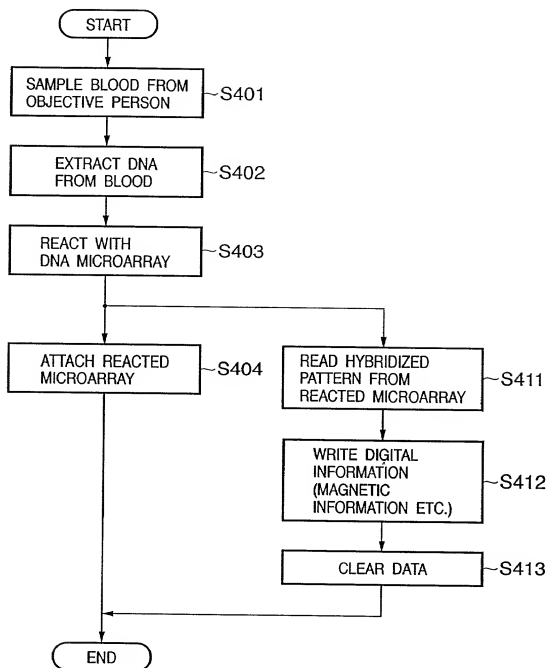 START
SAMPLE BLOOD FROM
OBJECTIVE PERSON
S401
EXTRACT DNA
FROM BLOOD
S402
REACT WITH
DNA MICROARRAY
S403
ATTACH REACTED
MICROARRAY
S404
READ HYBRIDIZED
PATTERN FROM
REACTED MICROARRAY
S411
WRITE DIGITAL
INFORMATION
(MAGNETIC
INFORMATION ETC.)
S412
CLEAR DATA
S413
END